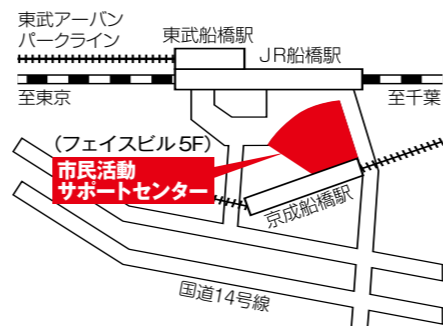 東武アーバン
パークライン
東武船橋駅
JR船橋駅
至東京
至千葉
(フェイスビル5F)
市民活動
サポートセンター
京成船橋駅
国道14号線